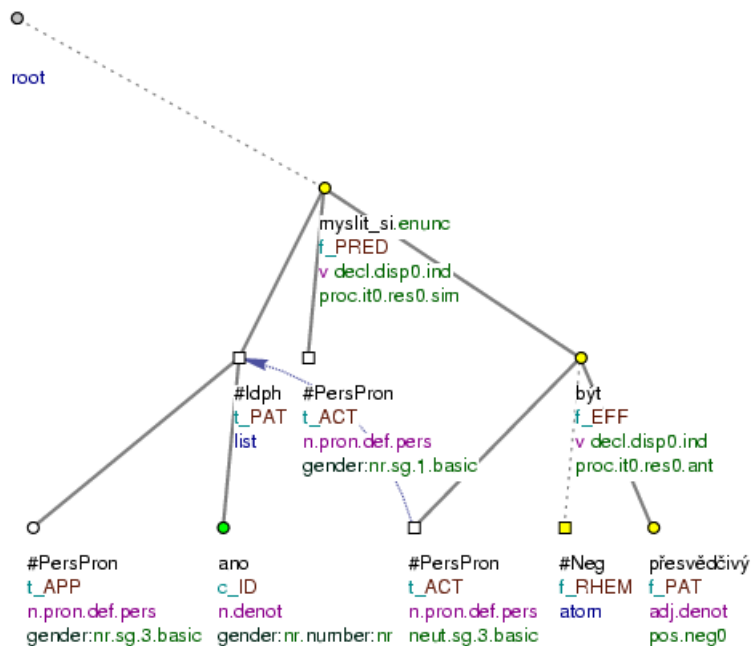 root
myslit_si.enunc
f_PRED
v decl.disp0.ind
proc.it0.res0.sim
#Idph
t_PAT
list
#PersPron
t_ACT
n.pron.def.pers
gender:nr.sg.1.basic
být
f_EFF
v decl.disp0.ind
proc.it0.res0.ant
#PersPron
t_APP
n.pron.def.pers
gender:nr.sg.3.basic
ano
c_ID
n.denot
gender:nr.number:nr
#PersPron
t_ACT
n.pron.def.pers
neut.sg.3.basic
#Neg
f_RHEM
atom
přesvědčivý
f_PAT
adj.denot
pos.neg0